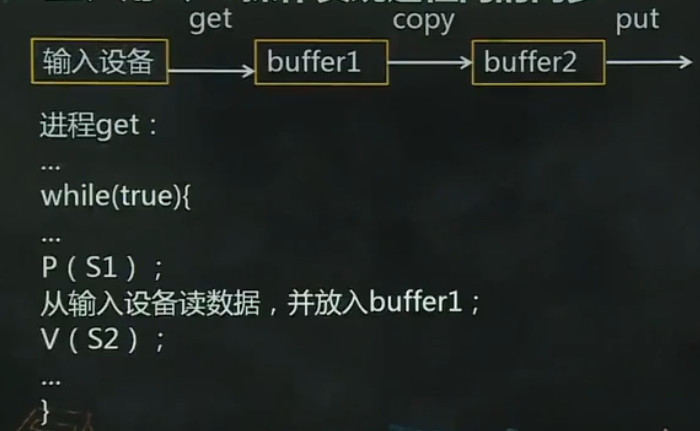 get copy put
输入设备 buffer1 buffer2
进程get：
...
while(true){
...
P（S1）；
从输入设备读数据，并放入buffer1；
V（S2）；
...
}